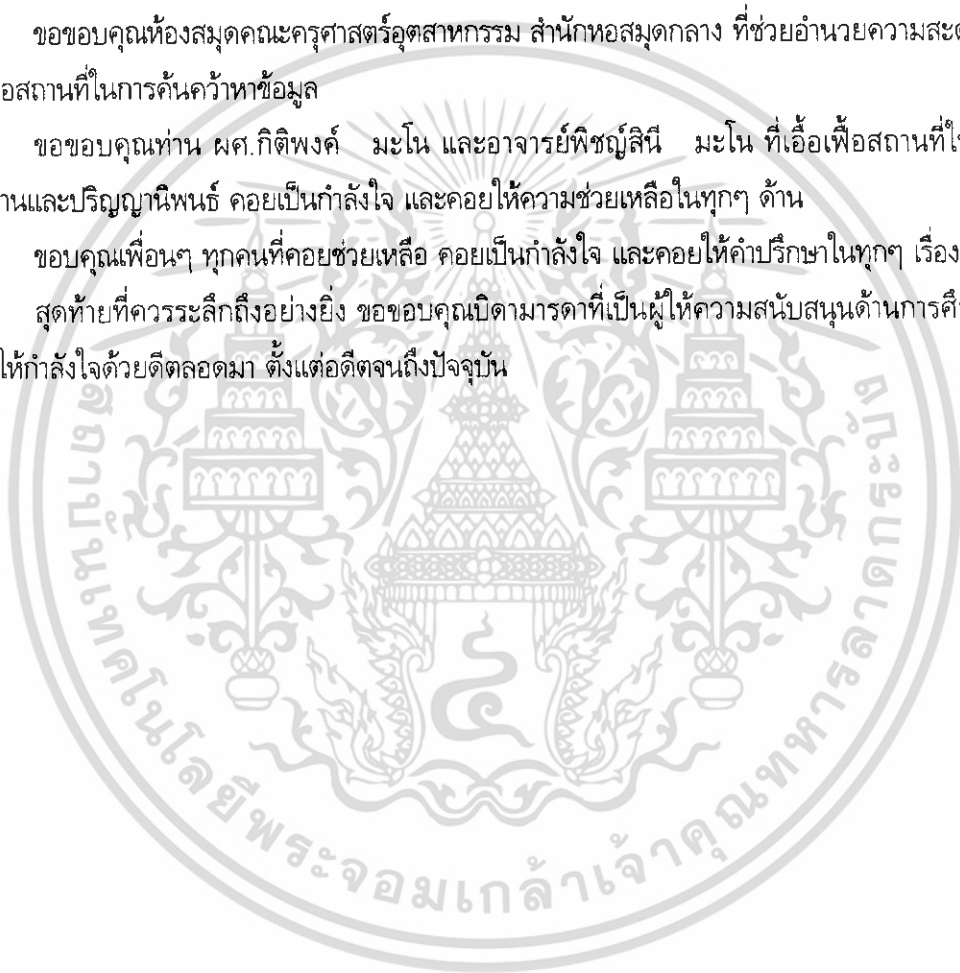 ขอขอบคุณห้องสมุดคณะครุศาสตร์อุตสาหกรรม สำนักหอสมุดกลาง ที่ช่วยอำนวยความสะด
อสถานที่ในการค้นคว้าหาข้อมูล
ขอขอบคุณท่าน ผศ.กิติพงค์ มะโน และอาจารย์พิชญ์สินี มะโน ที่เอื้อเฟื้อสถานที่ใ
านและปริญญานิพนธ์ คอยเป็นกำลังใจ และคอยให้ความช่วยเหลือในทุกๆ ด้าน
ขอบคุณเพื่อนๆ ทุกคนที่คอยช่วยเหลือ คอยเป็นกำลังใจ และคอยให้คำปรึกษาในทุกๆ เรื่อง
สุดท้ายที่ควรระลึกถึงอย่างยิ่ง ขอขอบคุณบิดามารดาที่เป็นผู้ให้ความสนับสนุนด้านการศึ
ให้กำลังใจด้วยดีตลอดมา ตั้งแต่อดีตจนถึงปัจจุบัน
สถาบันเทคโนโลยีพระจอมเกล้าเจ้าคุณทหารลาดกระบัง
๔